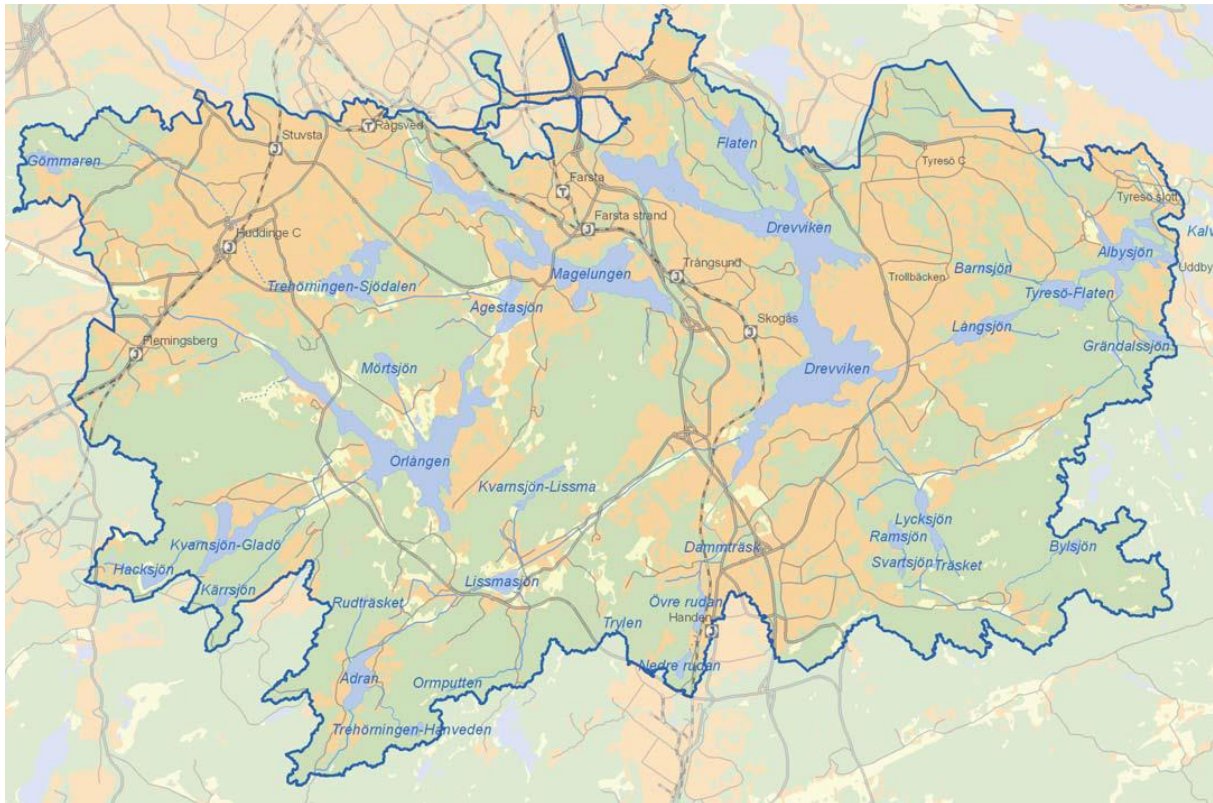 Stuvsta
T
Rågsved
J
Flaten
Gömmaren
Tyresö C
T
Farsta
Tyresö slott
Farsta strand
J
Drevviken
Kalv
Huddinge C
J
Albysjön
Uddby
Magelungen
Trångsund
J
Trollbäcken
Barnsjön
Trehörningen-Sjödalen
Tyresö-Flaten
Ågestasjön
Skogås
J
Långsjön
Flemingsberg
J
Grändalssjön
Mörtsjön
Drevviken
Orlången
Kvarnsjön-Lissma
Lycksjön
Ramsjön
Kvarnsjön-Gladö
Dammträsk
Bylsjön
Hacksjön
Svartsjön
Träsket
Lissmasjön
Kärrsjön
Rudträsket
Övre rudan
Trylen
Handen
J
Nedre rudan
Ådran
Ormputten
Trehörningen-Hanveden